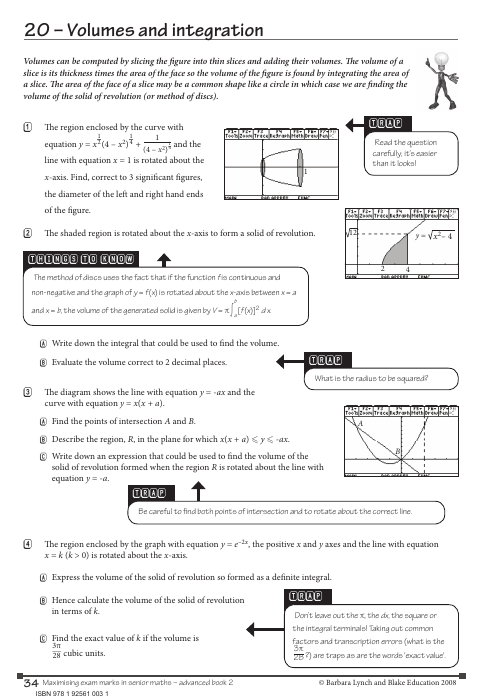 20 – Volumes and integration
Volumes can be computed by slicing the figure into thin slices and adding their volumes. The volume of a
slice is its thickness times the area of the face so the volume of the figure is found by integrating the area of
a slice. The area of the face of a slice may be a common shape like a circle in which case we are finding the
volume of the solid of revolution (or method of discs).
1 The region enclosed by the curve with
equation y = x^{1/2}(4 – x²)^{1/4} + 1/(4 – x²)^{1/4} and the
line with equation x = 1 is rotated about the
x-axis. Find, correct to 3 significant figures,
the diameter of the left and right hand ends
of the figure.
1
TRAP
Read the question
carefully, it's easier
than it looks!
2 The shaded region is rotated about the x-axis to form a solid of revolution.
√12
y = √x²– 4
2 4
THINGS TO KNOW
The method of discs uses the fact that if the function f is continuous and
non-negative and the graph of y = f(x) is rotated about the x-axis between x = a
and x = b, the volume of the generated solid is given by V = π∫ₐᵇ[f(x)]² dx
A Write down the integral that could be used to find the volume.
B Evaluate the volume correct to 2 decimal places.
TRAP
What is the radius to be squared?
3 The diagram shows the line with equation y = -ax and the
curve with equation y = x(x + a).
A Find the points of intersection A and B.
B Describe the region, R, in the plane for which x(x + a) ⩽ y ⩽ -ax.
C Write down an expression that could be used to find the volume of the
solid of revolution formed when the region R is rotated about the line with
equation y = -a.
A
B
TRAP
Be careful to find both points of intersection and to rotate about the correct line.
4 The region enclosed by the graph with equation y = e^{–2x}, the positive x and y axes and the line with equation
x = k (k > 0) is rotated about the x-axis.
A Express the volume of the solid of revolution so formed as a definite integral.
B Hence calculate the volume of the solid of revolution
in terms of k.
C Find the exact value of k if the volume is
3π/28 cubic units.
TRAP
Don't leave out the π, the dx, the square or
the integral terminals! Taking out common
factors and transcription errors (what is the
3π/28?) are traps as are the words 'exact value'.
34 Maximising exam marks in senior maths – advanced book 2
© Barbara Lynch and Blake Education 2008
ISBN 978 1 92561 003 1